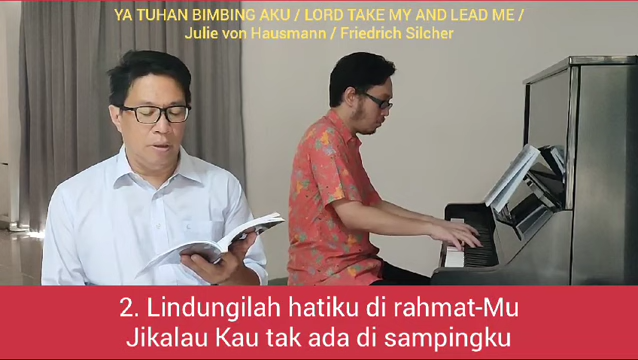 YA TUHAN BIMBING AKU / LORD TAKE MY AND LEAD ME /
Julie von Hausmann / Friedrich Silcher
2. Lindungilah hatiku di rahmat-Mu
Jikalau Kau tak ada di sampingku